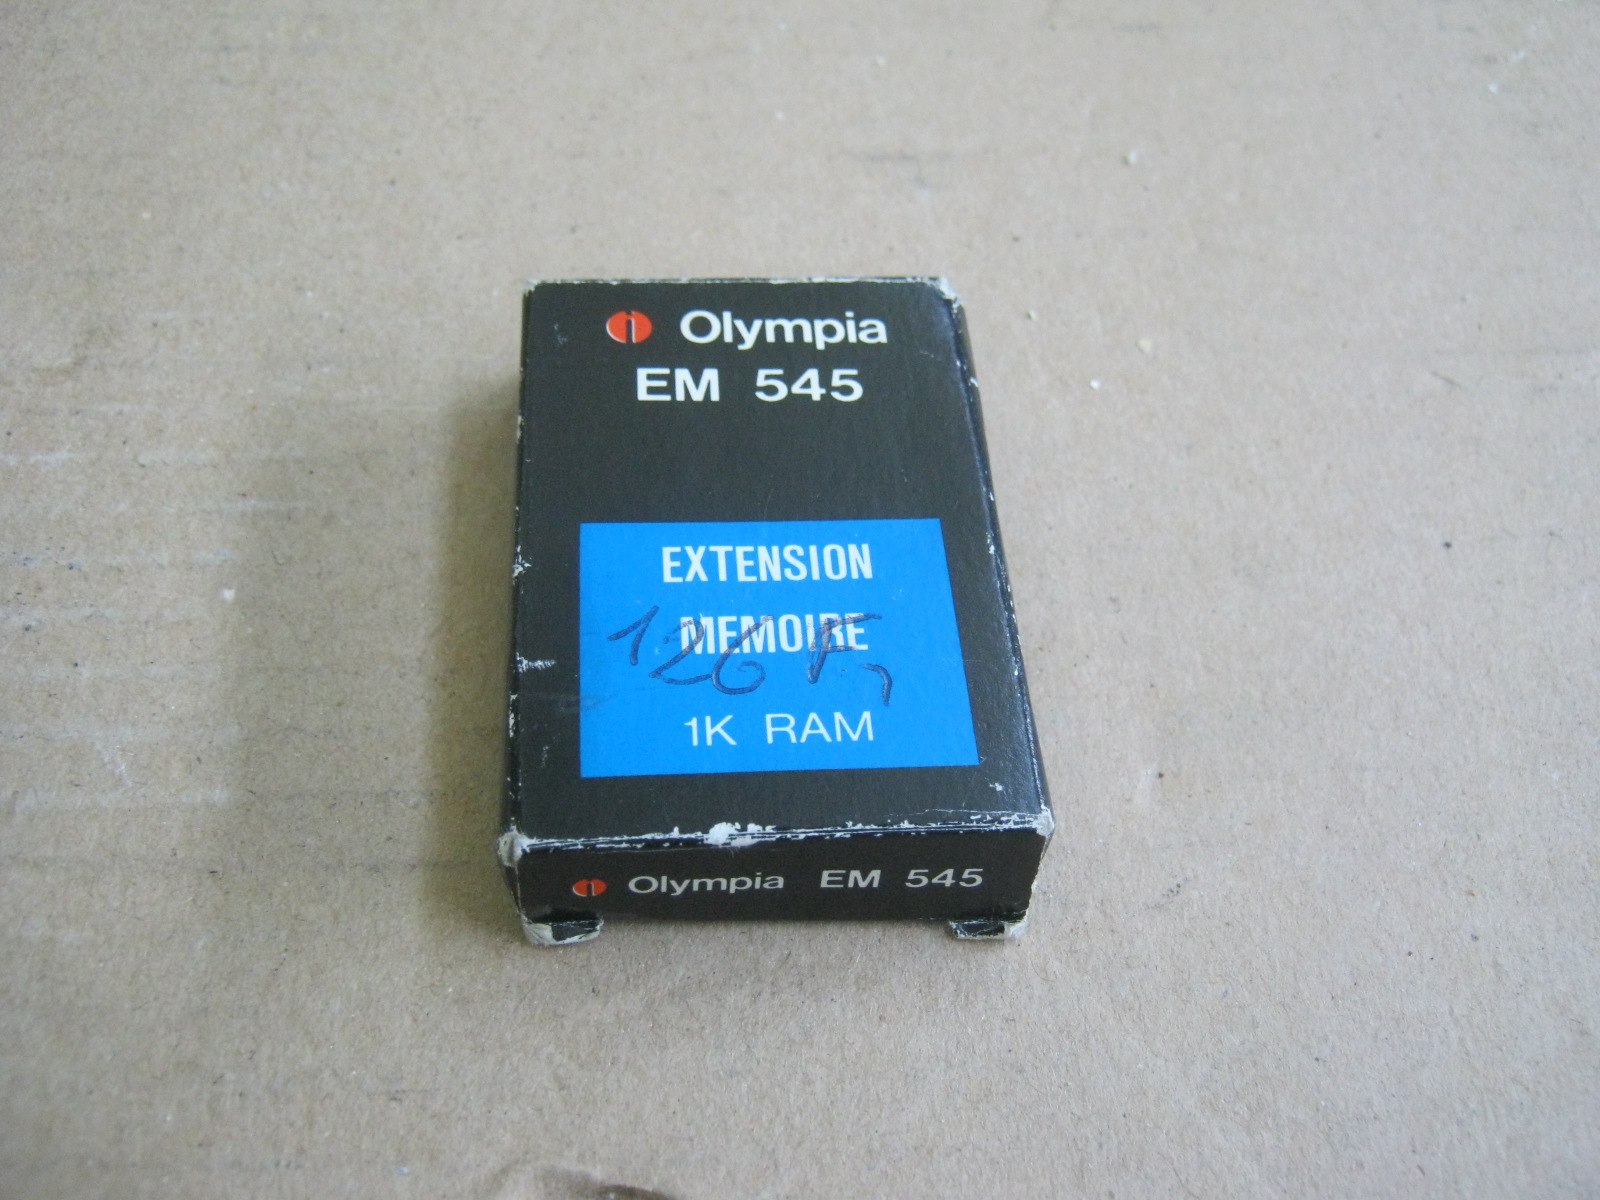 Olympia
EM 545
EXTENSION
MEMOIRE
126 F,
1K RAM
Olympia EM 545